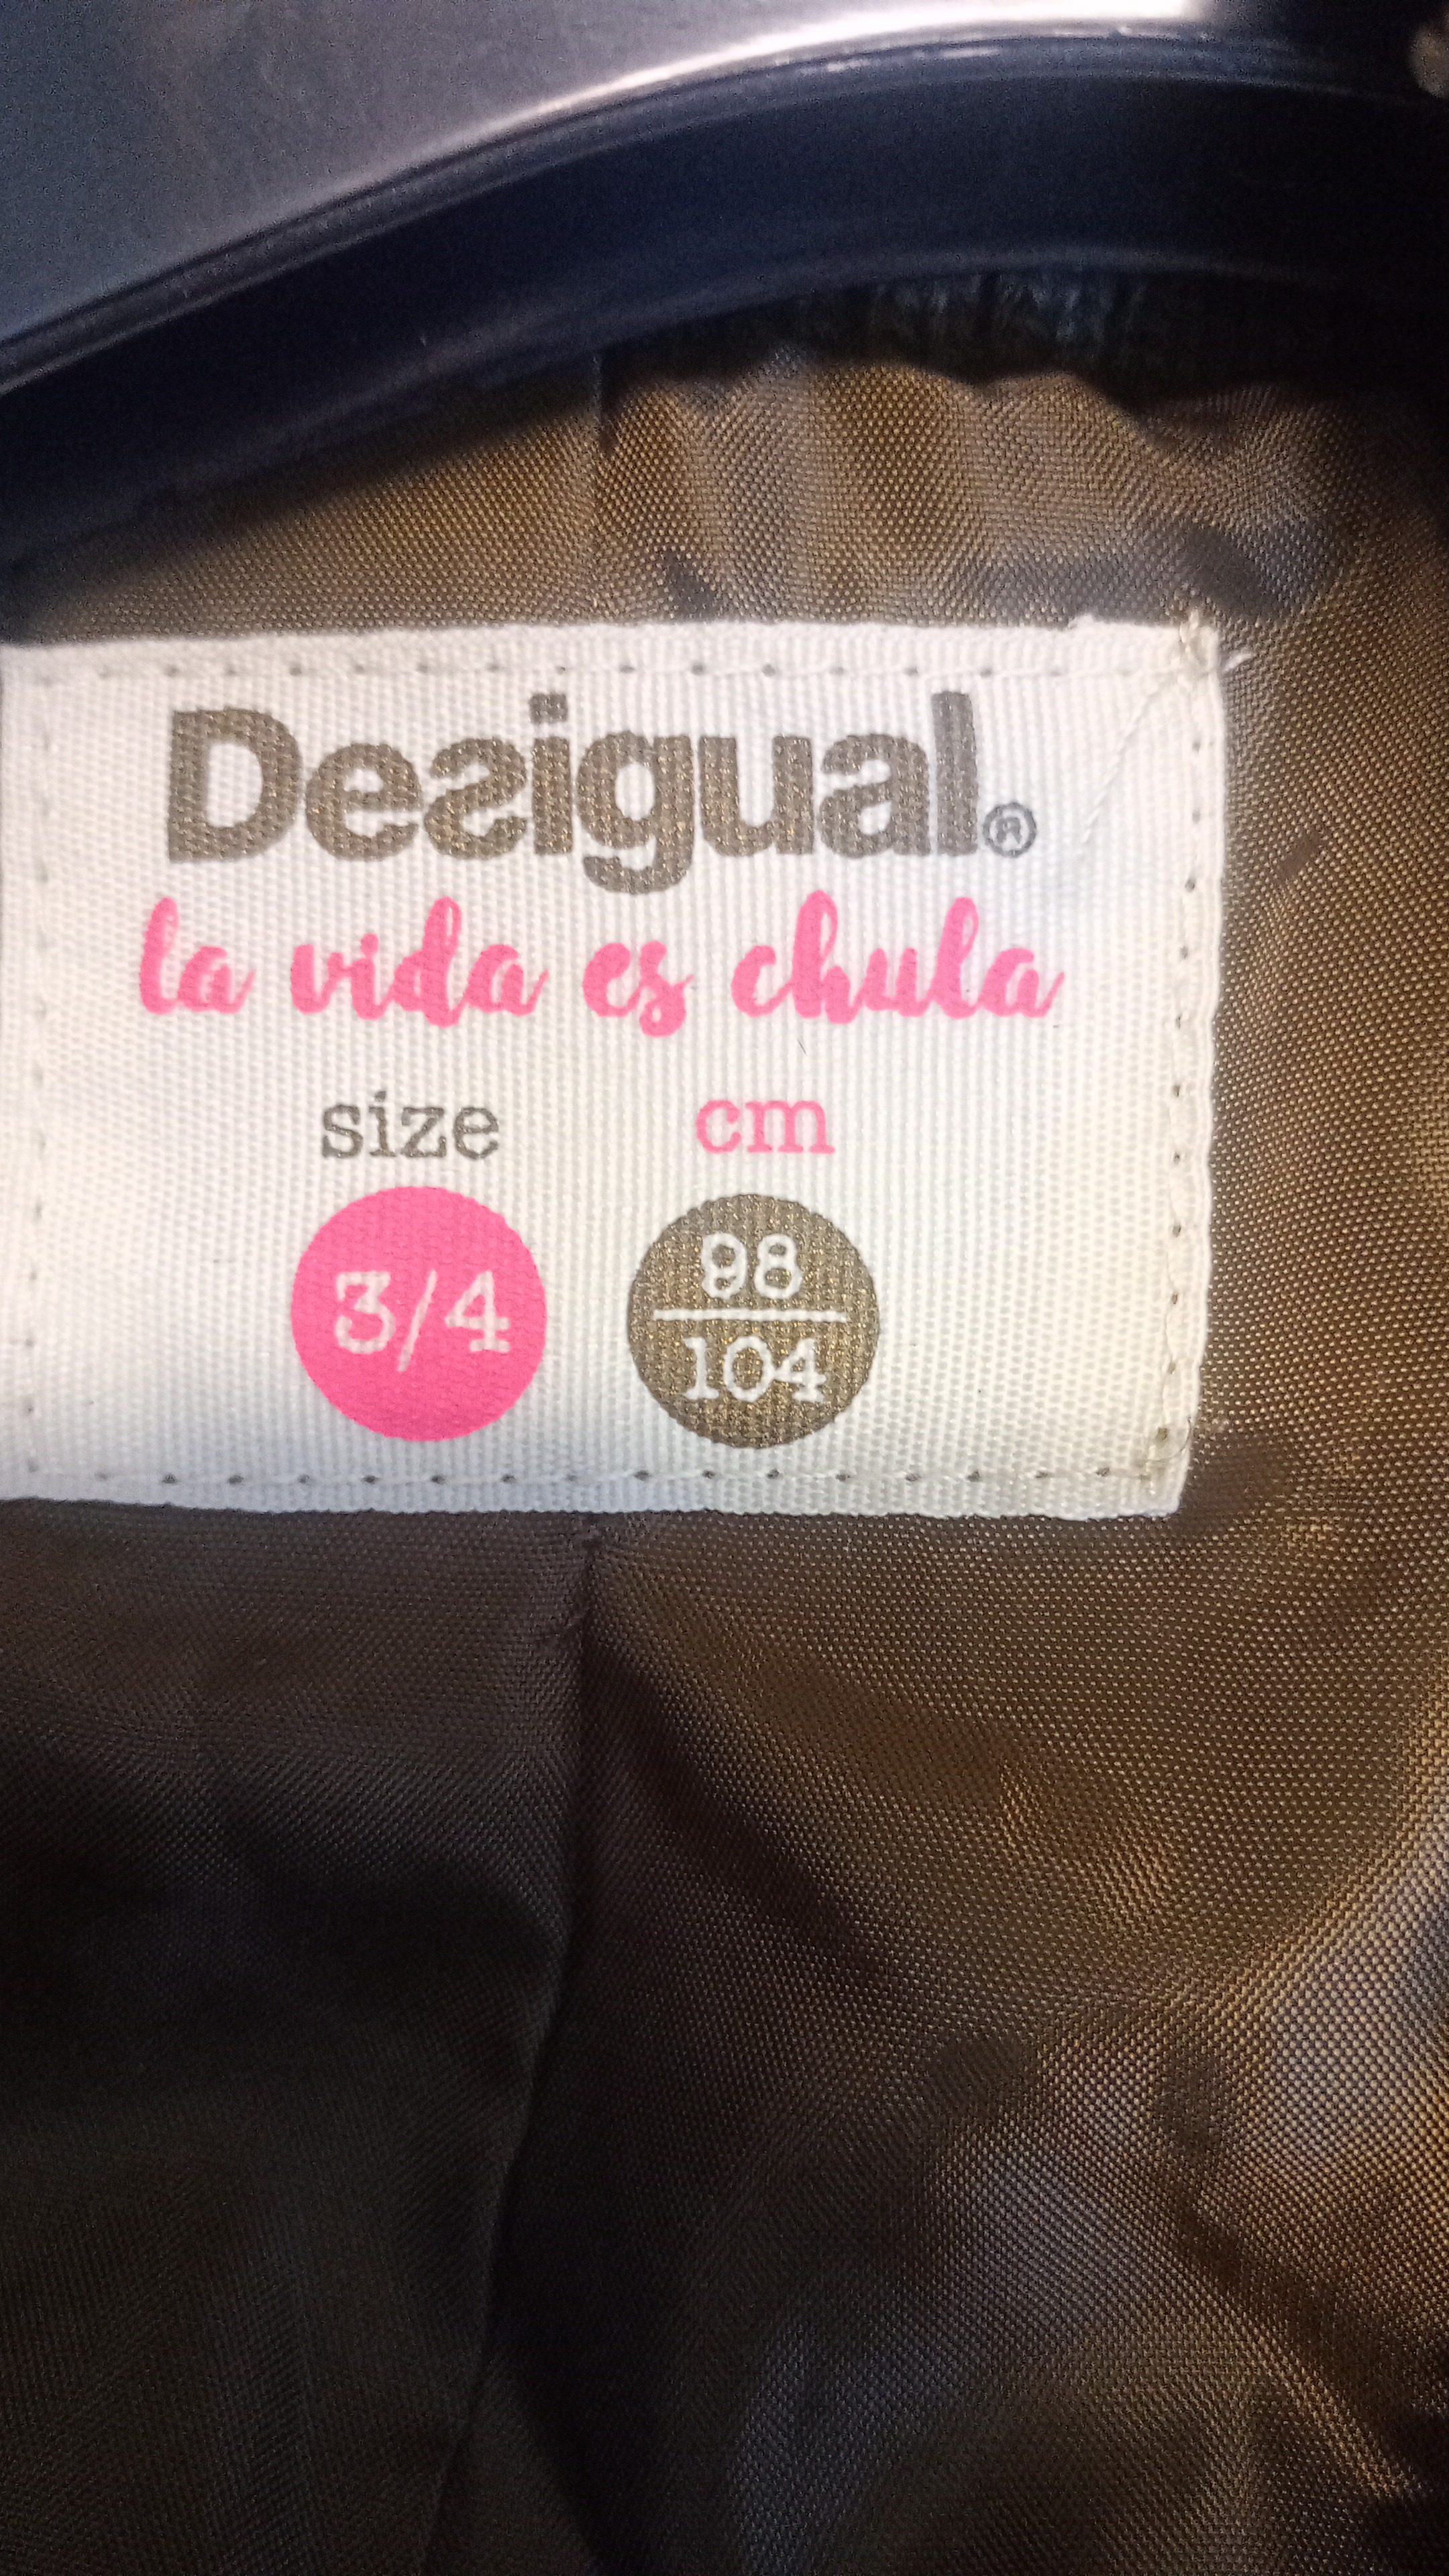 Desigual®
la vida es chula
size cm
3/4 98
104